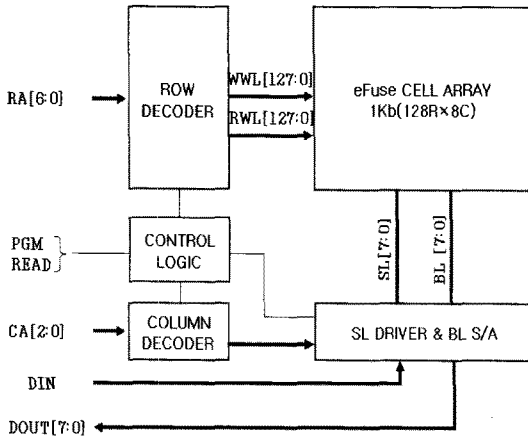 RA[6:0]
ROW
DECODER
WWL[127:0]
RWL[127:0]
eFuse CELL ARRAY
1Kb(128R×8C)
PGM
READ
CONTROL
LOGIC
SL[7:0]
BL [7:0]
CA[2:0]
COLUMN
DECODER
SL DRIVER & BL S/A
DIN
DOUT[7:0]